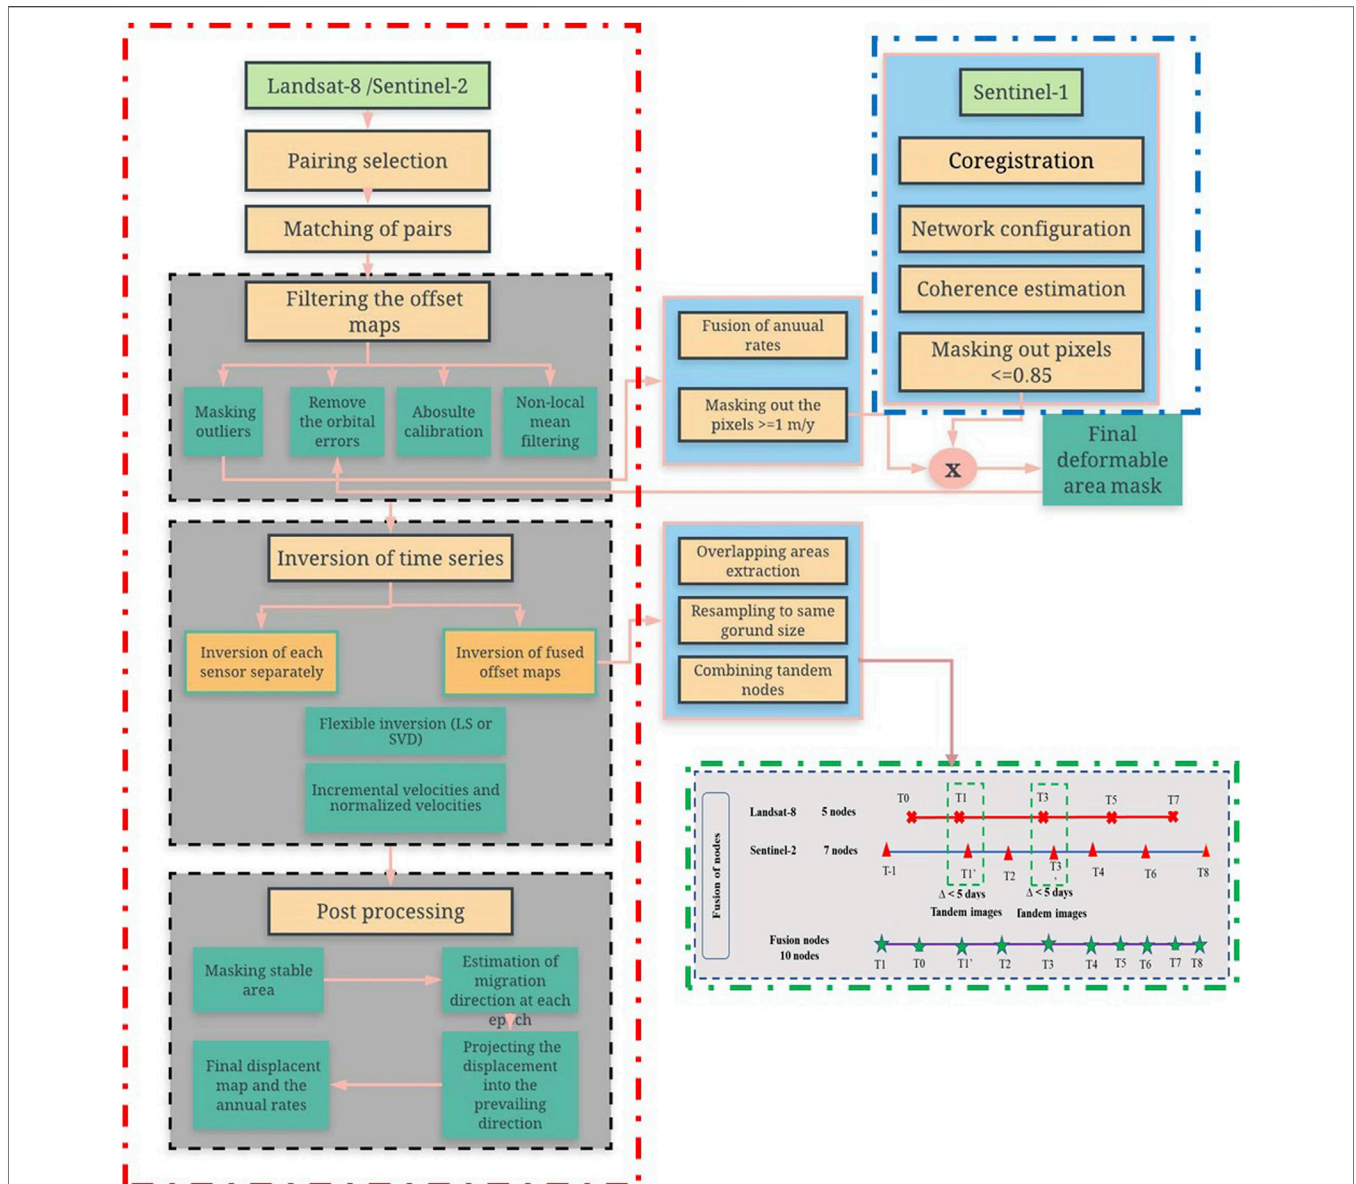 Landsat-8 /Sentinel-2
Pairing selection
Matching of pairs
Filtering the offset
maps
Masking
outliers
Remove
the orbital
errors
Abosulte
calibration
Non-local
mean
filtering
Fusion of anuual
rates
Masking out the
pixels >=1 m/y
Sentinel-1
Coregistration
Network configuration
Coherence estimation
Masking out pixels
<=0.85
x
Final
deformable
area mask
Inversion of time series
Inversion of each
sensor separately
Inversion of fused
offset maps
Flexible inversion (LS or
SVD)
Incremental velocities and
normalized velocities
Overlapping areas
extraction
Resampling to same
gorund size
Combining tandem
nodes
Post processing
Masking stable
area
Estimation of
migration
direction at each
epoch
Projecting the
displacement
into the
prevailing
direction
Final displacent
map and the
annual rates
Fusion of nodes
T0 T1 T3 T5 T7
Landsat-8 5 nodes
Sentinel-2 7 nodes
T-1 T1' T2 T3 ' T4 T6 T8
Δ < 5 days Δ < 5 days
Tandem images Tandem images
Fusion nodes
10 nodes
T1 T0 T1' T2 T3 T4 T5 T6 T7 T8